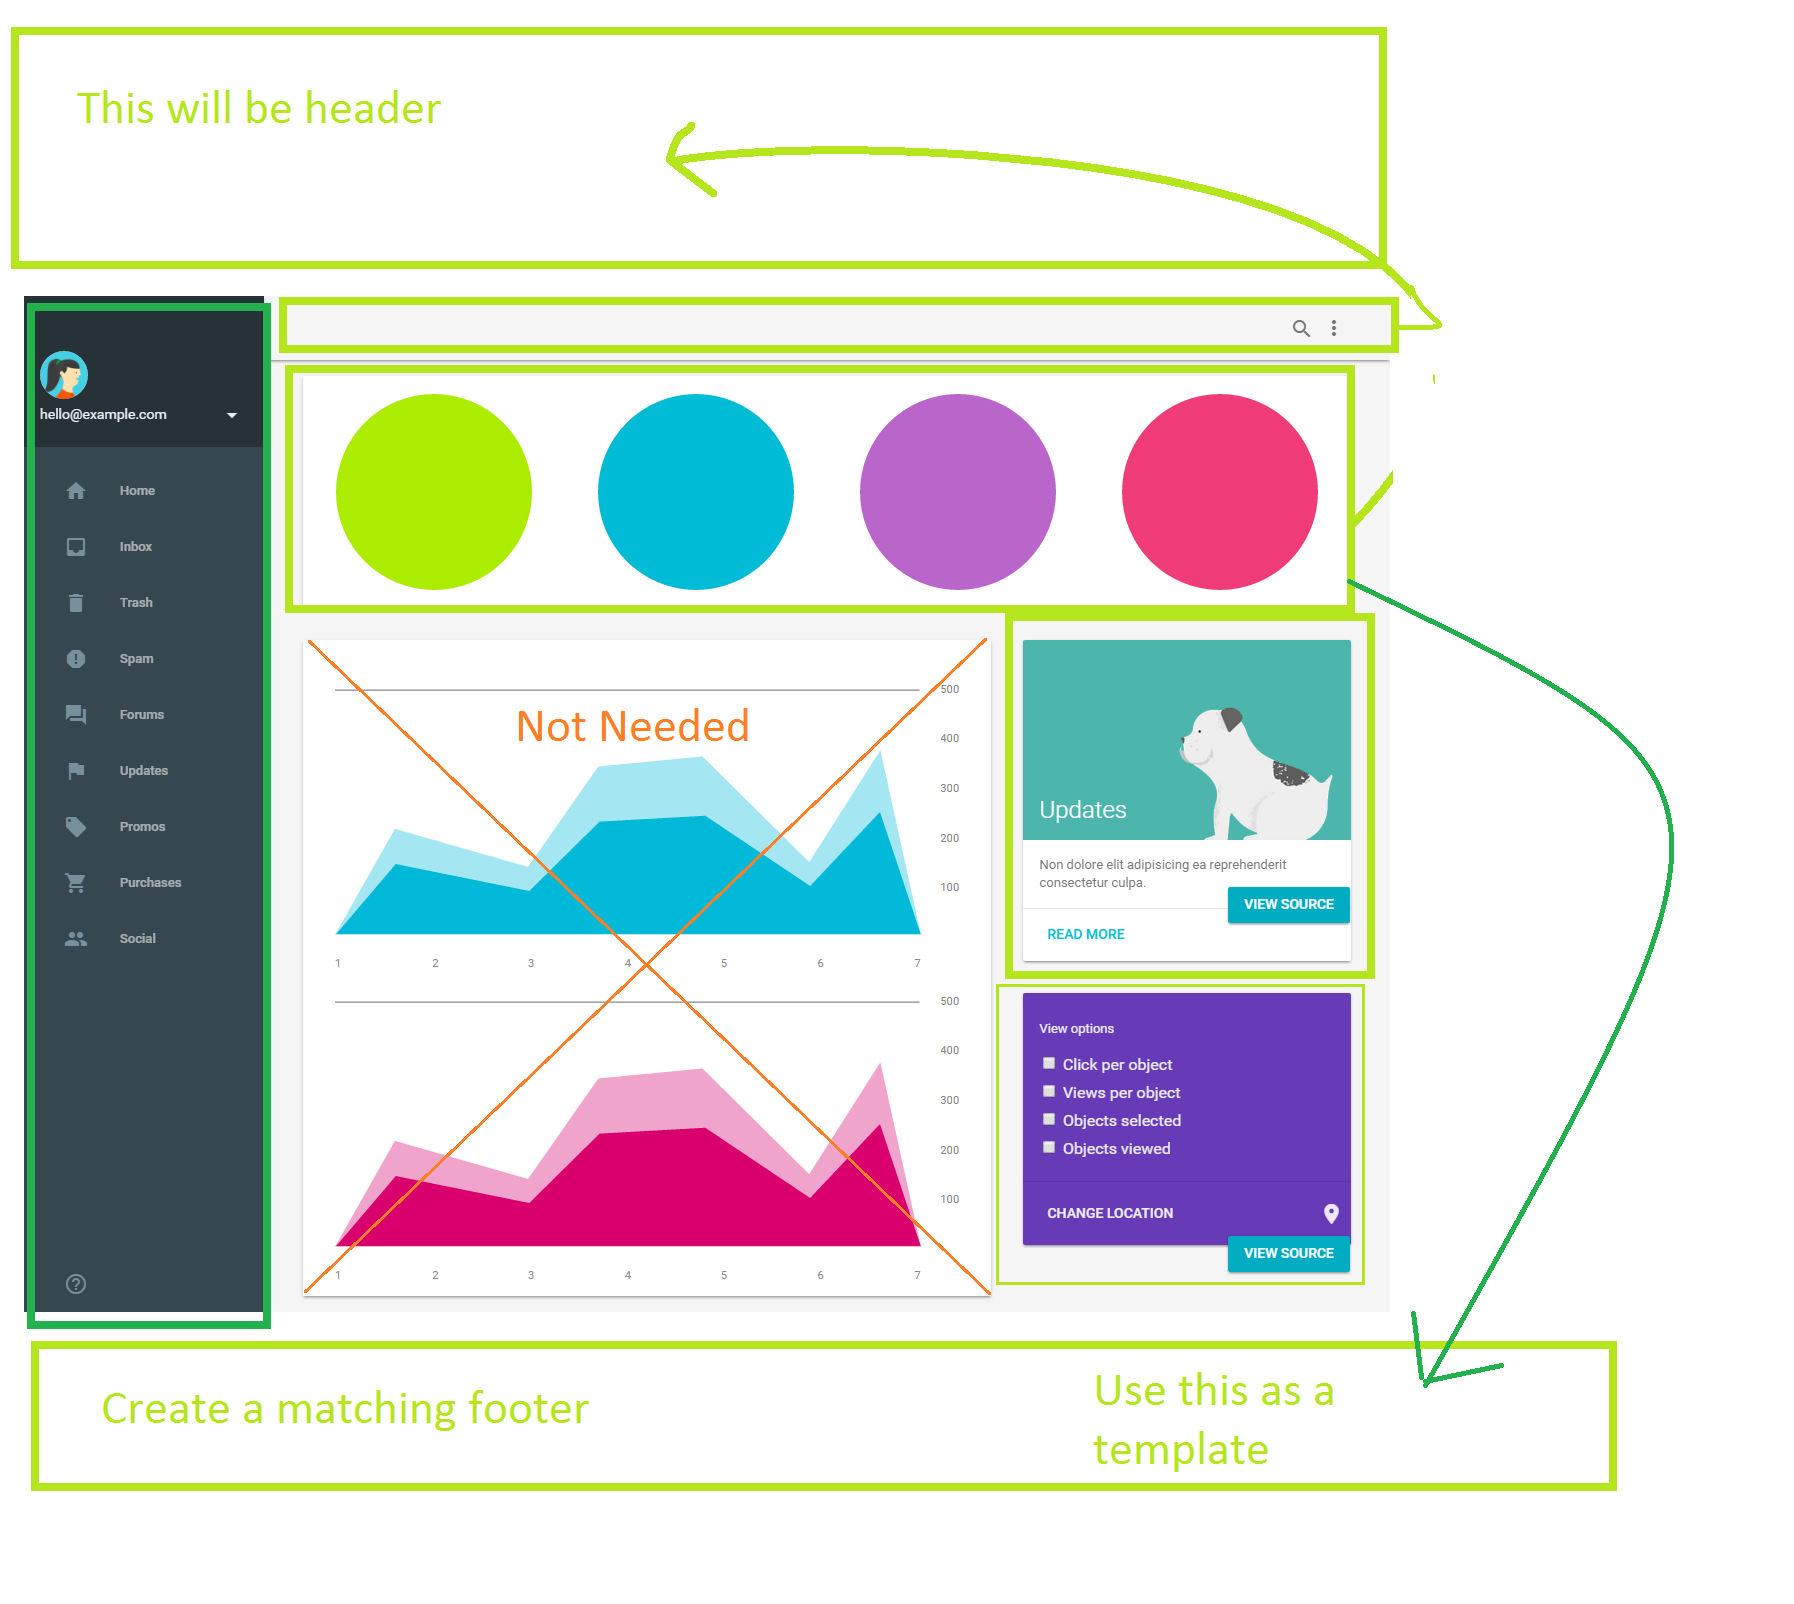 This will be header
hello@example.com
Home
Inbox
Trash
Spam
Forums
Updates
Promos
Purchases
Social
Not Needed
500
400
300
200
100
1 2 3 4 5 6 7
500
400
300
200
100
1 2 3 4 5 6 7
Updates
Non dolore elit adipisicing ea reprehenderit
consectetur culpa.
VIEW SOURCE
READ MORE
View options
Click per object
Views per object
Objects selected
Objects viewed
CHANGE LOCATION
VIEW SOURCE
Create a matching footer
Use this as a
template